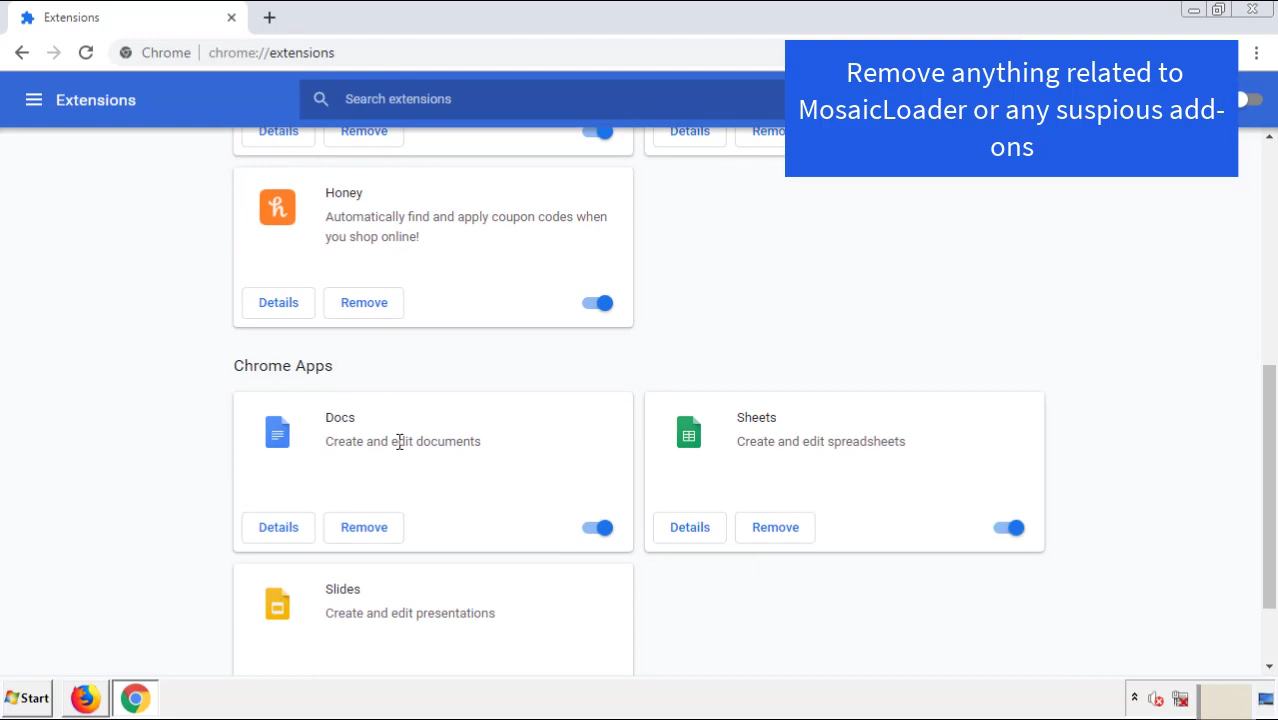 Extensions
Chrome
chrome://extensions
Extensions
Search extensions
Remove anything related to
MosaicLoader or any suspious add-
ons
Details
Remove
Details
Honey
Automatically find and apply coupon codes when
you shop online!
Details
Remove
Chrome Apps
Docs
Create and edit documents
Details
Remove
Sheets
Create and edit spreadsheets
Details
Remove
Slides
Create and edit presentations
Start